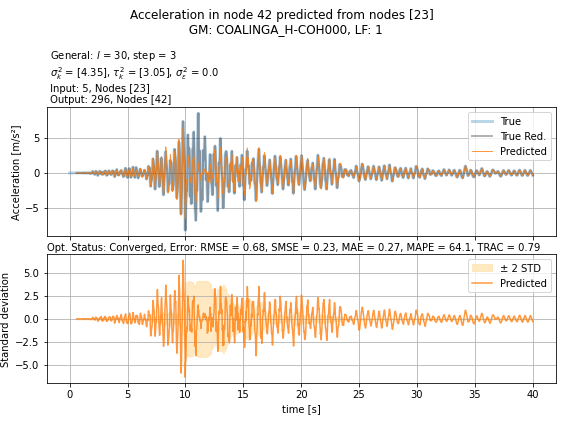 Acceleration in node 42 predicted from nodes [23]
GM: COALINGA_H-COH000, LF: 1
General: l = 30, step = 3
σ²ₖ = [4.35], τ²ₖ = [3.05], σ²ᵣ = 0.0
Input: 5, Nodes [23]
Output: 296, Nodes [42]
Acceleration [m/s²]
5
0
−5
True
True Red.
Predicted
Opt. Status: Converged, Error: RMSE = 0.68, SMSE = 0.23, MAE = 0.27, MAPE = 64.1, TRAC = 0.79
Standard deviation
5.0
2.5
0.0
−2.5
−5.0
± 2 STD
Predicted
0 5 10 15 20 25 30 35 40
time [s]